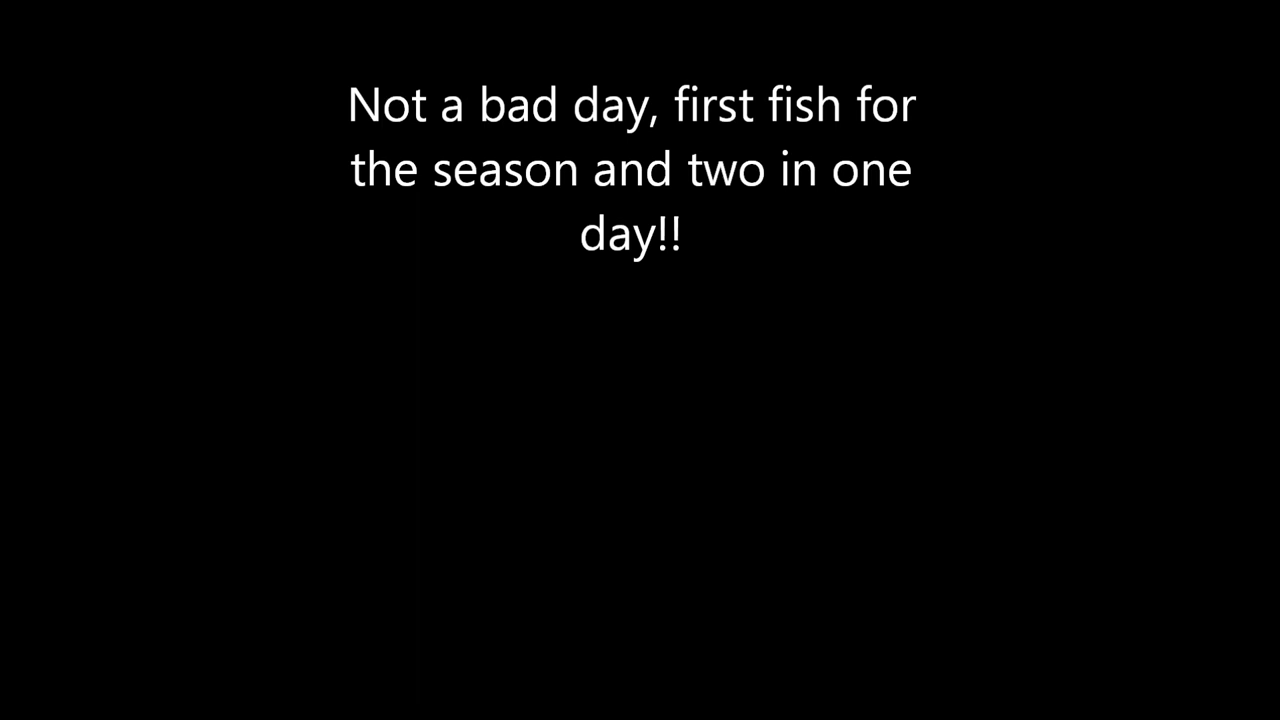 Not a bad day, first fish for
the season and two in one
day!!